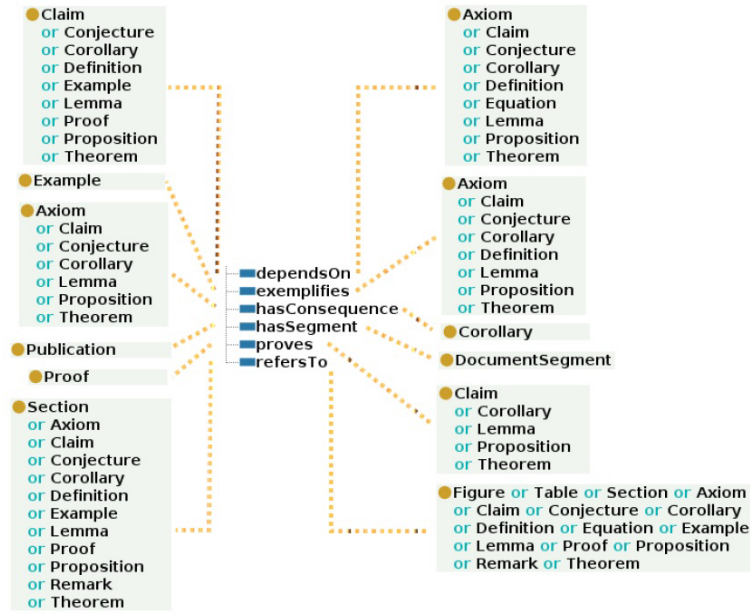 Claim
or Conjecture
or Corollary
or Definition
or Example
or Lemma
or Proof
or Proposition
or Theorem
Example
Axiom
or Claim
or Conjecture
or Corollary
or Lemma
or Proposition
or Theorem
Publication
Proof
Section
or Axiom
or Claim
or Conjecture
or Corollary
or Definition
or Example
or Lemma
or Proof
or Proposition
or Remark
or Theorem
dependsOn
exemplifies
hasConsequence
hasSegment
proves
refersTo
Axiom
or Claim
or Conjecture
or Corollary
or Definition
or Equation
or Lemma
or Proposition
or Theorem
Axiom
or Claim
or Conjecture
or Corollary
or Definition
or Lemma
or Proposition
or Theorem
Corollary
DocumentSegment
Claim
or Corollary
or Lemma
or Proposition
or Theorem
Figure or Table or Section or Axiom
or Claim or Conjecture or Corollary
or Definition or Equation or Example
or Lemma or Proof or Proposition
or Remark or Theorem